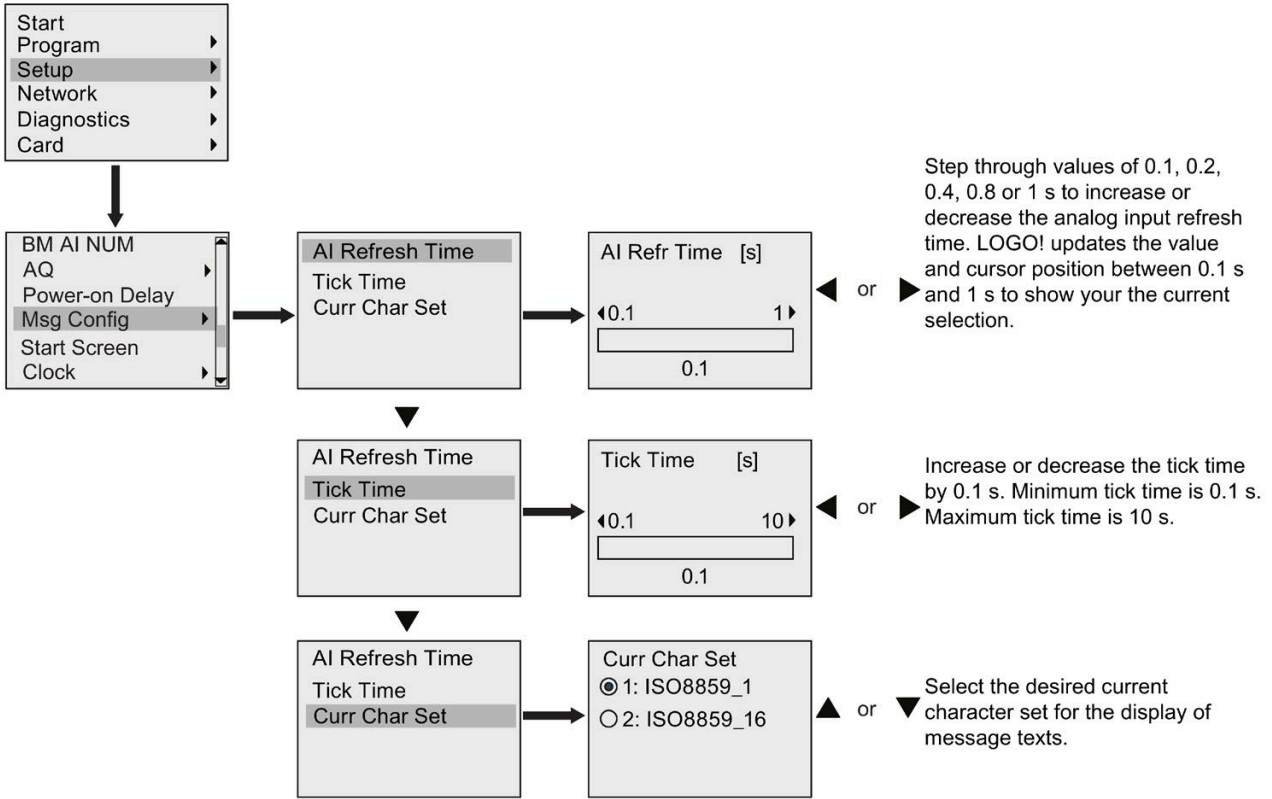 Start
Program
Setup
Network
Diagnostics
Card
BM AI NUM
AQ
Power-on Delay
Msg Config
Start Screen
Clock
AI Refresh Time
Tick Time
Curr Char Set
AI Refr Time [s]
0.1 1
0.1
or
Step through values of 0.1, 0.2,
0.4, 0.8 or 1 s to increase or
decrease the analog input refresh
time. LOGO! updates the value
and cursor position between 0.1 s
and 1 s to show your the current
selection.
AI Refresh Time
Tick Time
Curr Char Set
Tick Time [s]
0.1 10
0.1
or
Increase or decrease the tick time
by 0.1 s. Minimum tick time is 0.1 s.
Maximum tick time is 10 s.
AI Refresh Time
Tick Time
Curr Char Set
Curr Char Set
1: ISO8859_1
2: ISO8859_16
or
Select the desired current
character set for the display of
message texts.